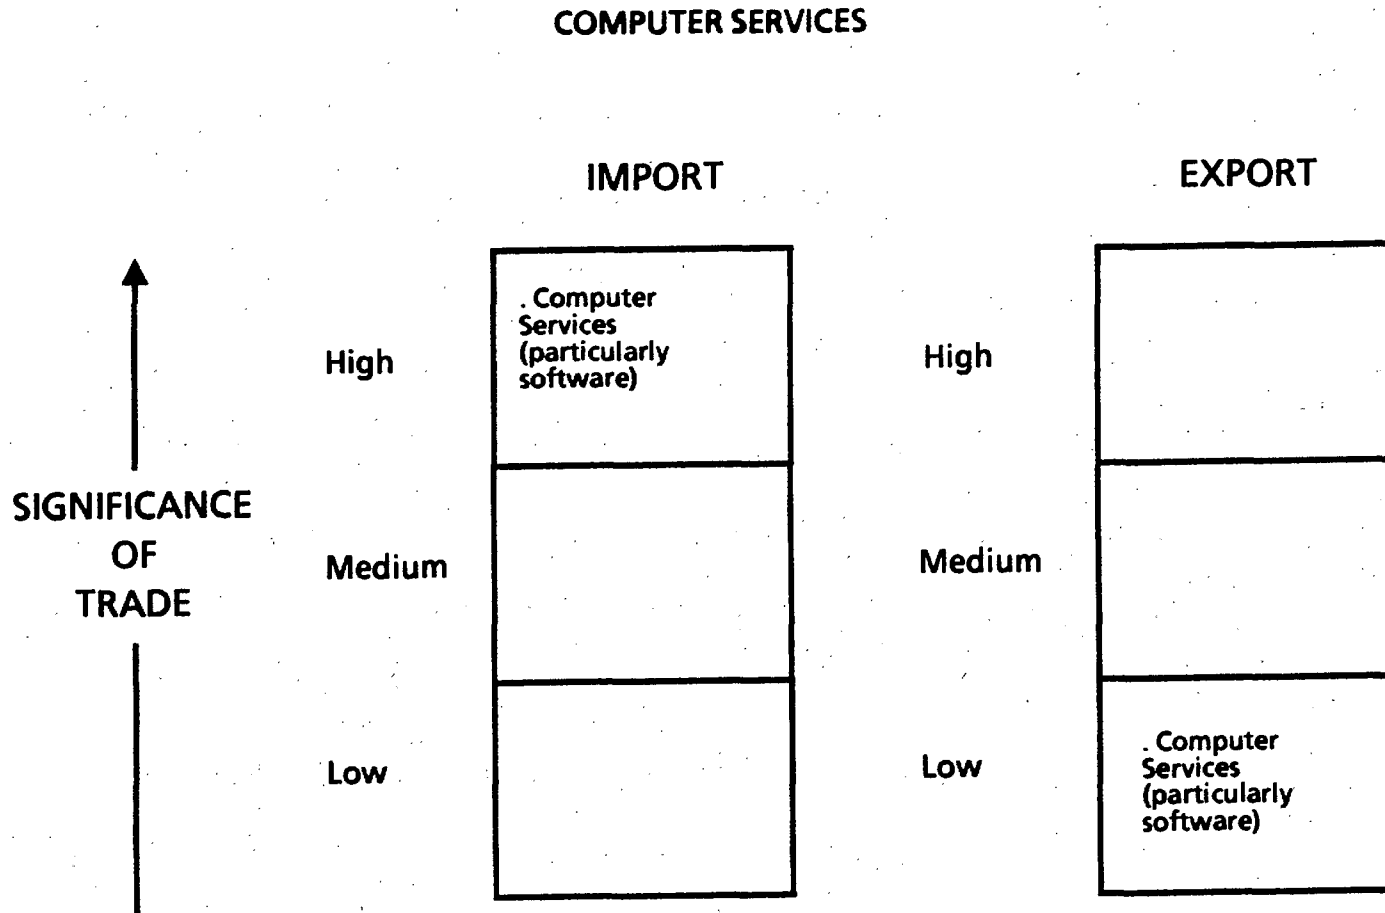 COMPUTER SERVICES
IMPORT
EXPORT
. Computer
Services
(particularly
software)
High
High
SIGNIFICANCE
OF
TRADE
Medium
Medium
Low
Low
. Computer
Services
(particularly
software)